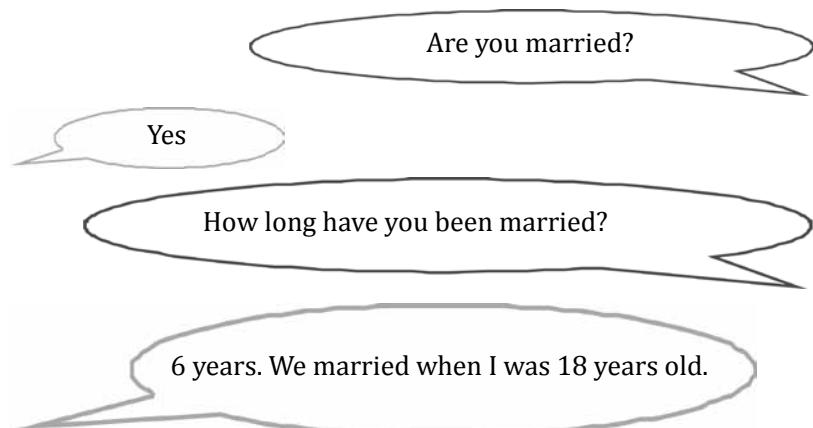 Are you married?
Yes
How long have you been married?
6 years. We married when I was 18 years old.